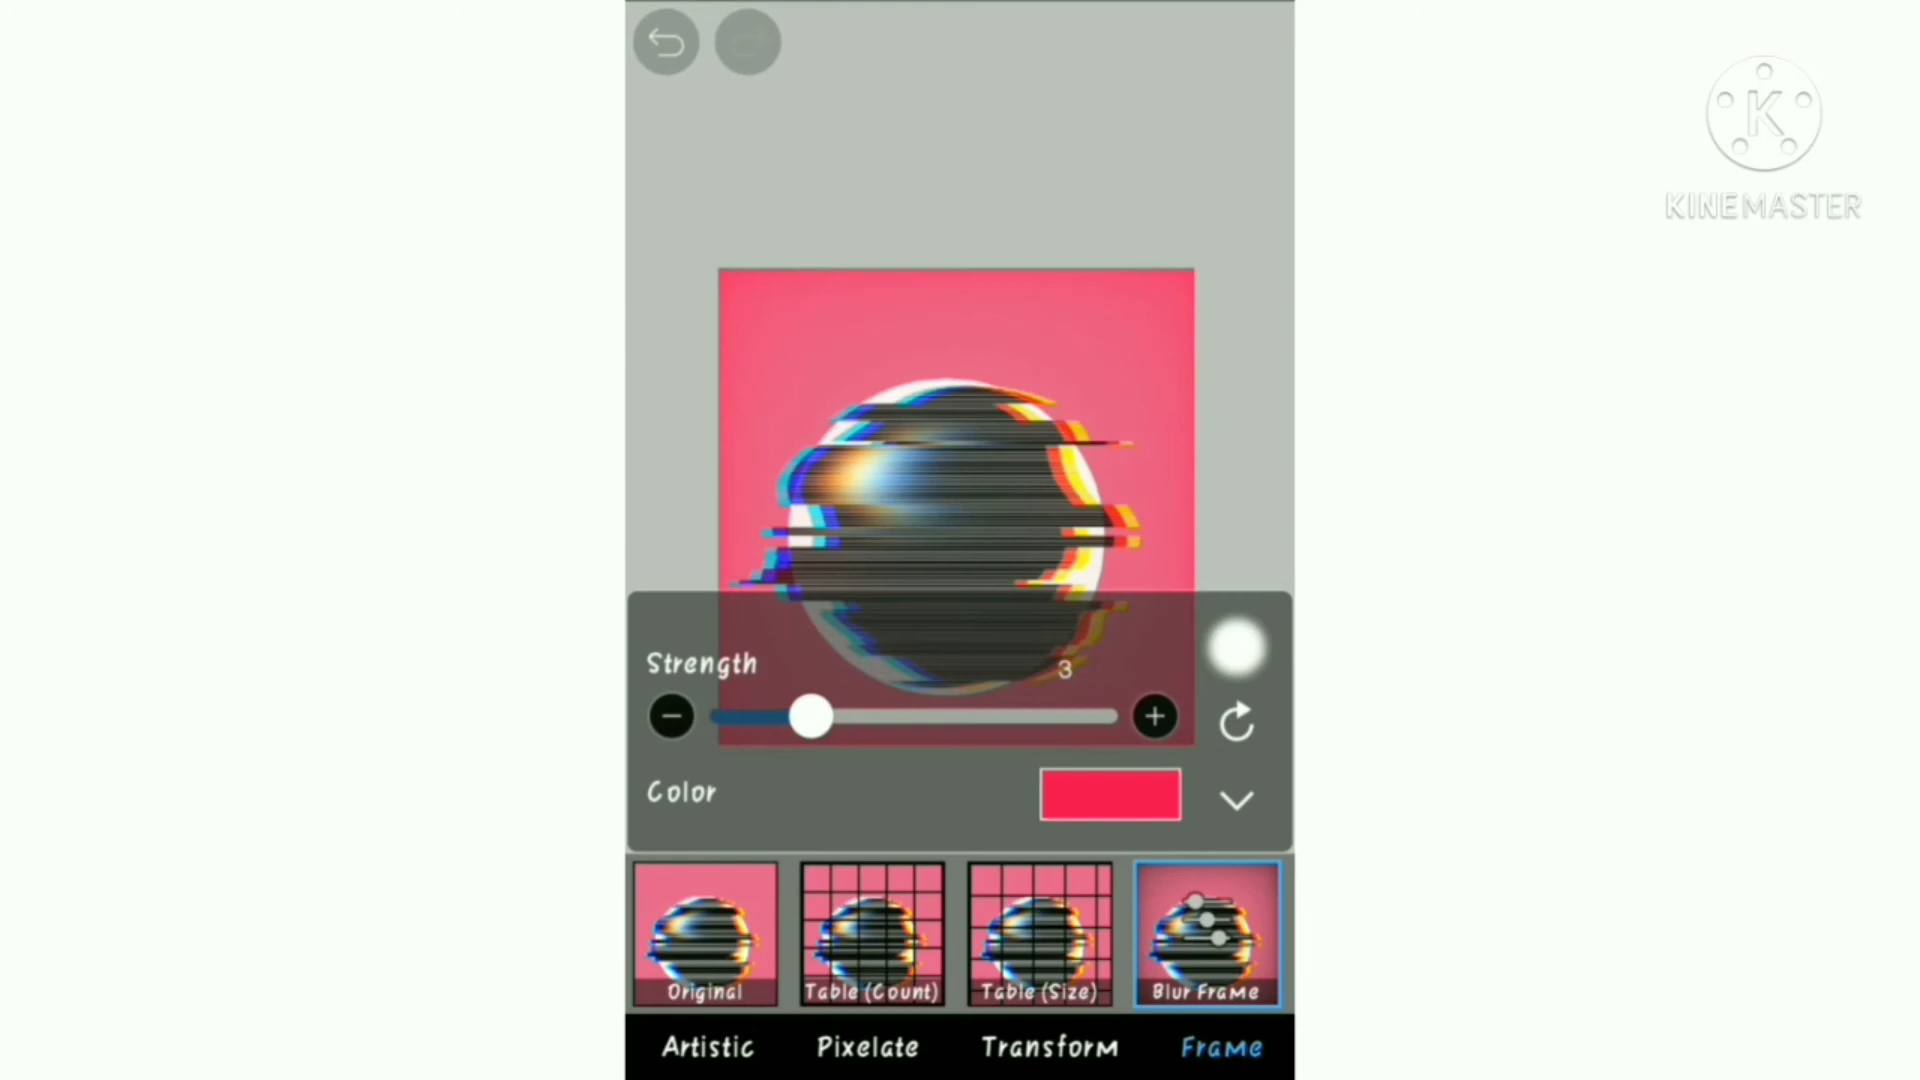 K
KINEMASTER
Strength
3
Color
Original
Table (Count)
Table (Size)
Blur Frame
Artistic
Pixelate
Transform
Frame